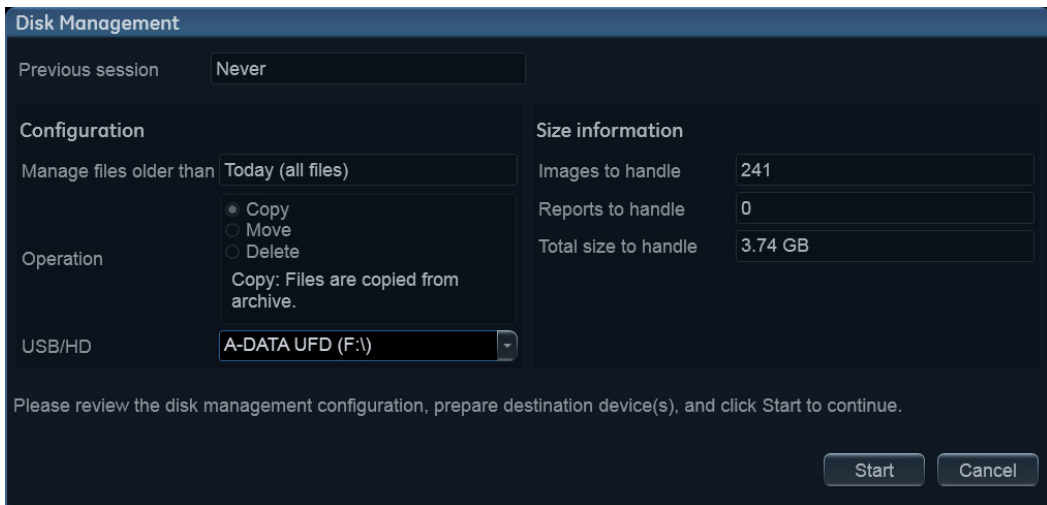 Disk Management
Previous session Never
Configuration
Manage files older than Today (all files)
Operation
Copy
Move
Delete
Copy: Files are copied from
archive.
USB/HD A-DATA UFD (F:\)
Size information
Images to handle 241
Reports to handle 0
Total size to handle 3.74 GB
Please review the disk management configuration, prepare destination device(s), and click Start to continue.
Start Cancel